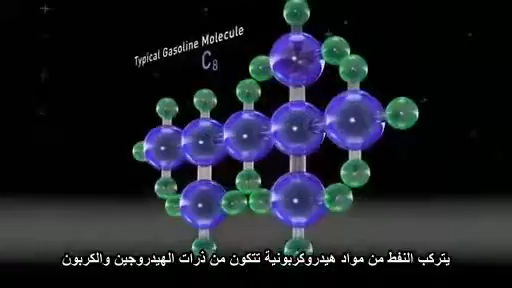 Typical Gasoline Molecule
C8
يتركب النفط من مواد هيدروكربونية تتكون من ذرات الهيدروجين والكربون